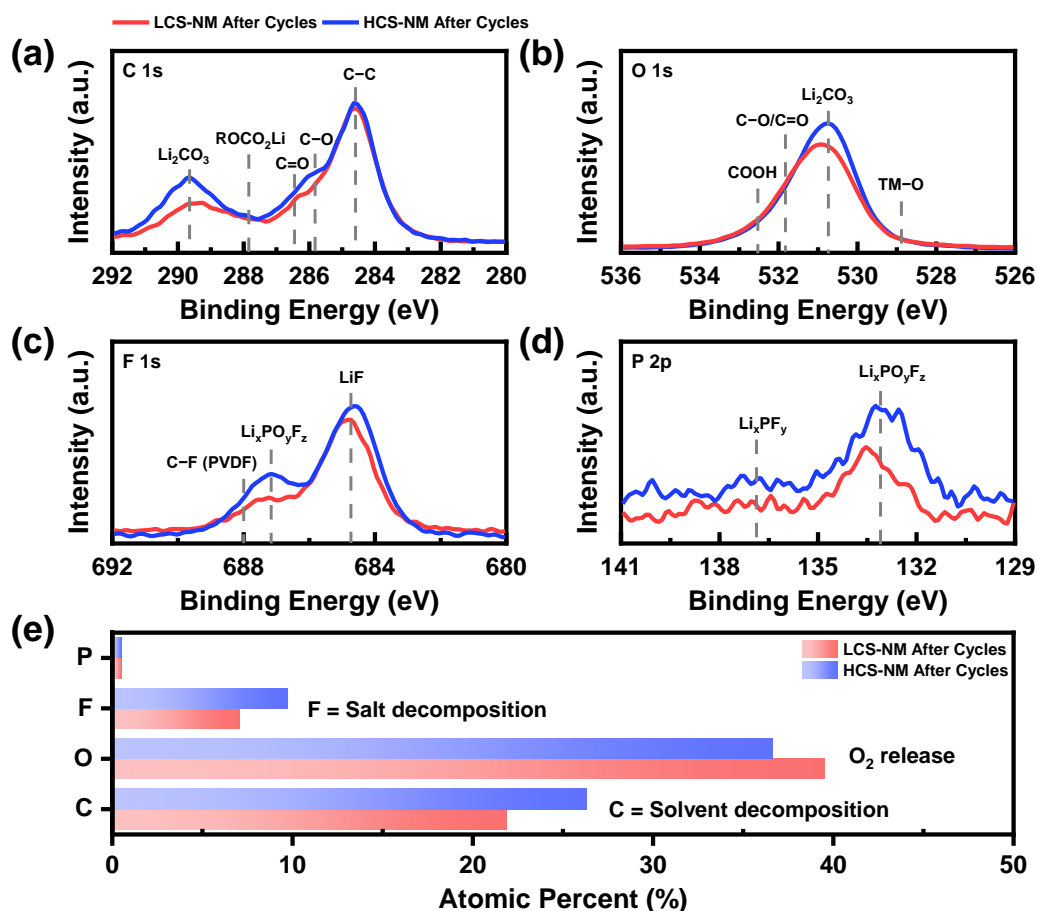 LCS-NM After Cycles HCS-NM After Cycles
(a)
C 1s
C−C
C−O
C=O
ROCO₂Li
Li₂CO₃
Intensity (a.u.)
292 290 288 286 284 282 280
Binding Energy (eV)
(b)
O 1s
Li₂CO₃
C−O/C=O
COOH
TM−O
Intensity (a.u.)
536 534 532 530 528 526
Binding Energy (eV)
(c)
F 1s
LiF
LiₓPOᵧF_z
C−F (PVDF)
Intensity (a.u.)
692 688 684 680
Binding Energy (eV)
(d)
P 2p
LiₓPOᵧF_z
LiₓPFᵧ
Intensity (a.u.)
141 138 135 132 129
Binding Energy (eV)
(e)
LCS-NM After Cycles
HCS-NM After Cycles
P
F
F = Salt decomposition
O
O₂ release
C
C = Solvent decomposition
0 10 20 30 40 50
Atomic Percent (%)